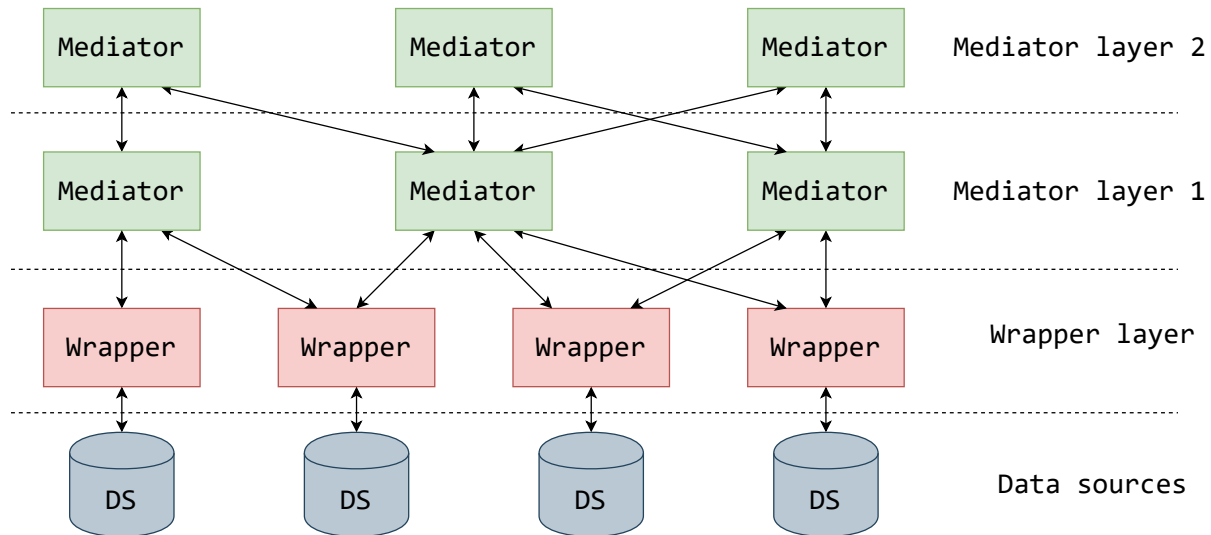 Mediator Mediator Mediator Mediator layer 2
Mediator Mediator Mediator Mediator layer 1
Wrapper Wrapper Wrapper Wrapper Wrapper layer
DS DS DS DS Data sources